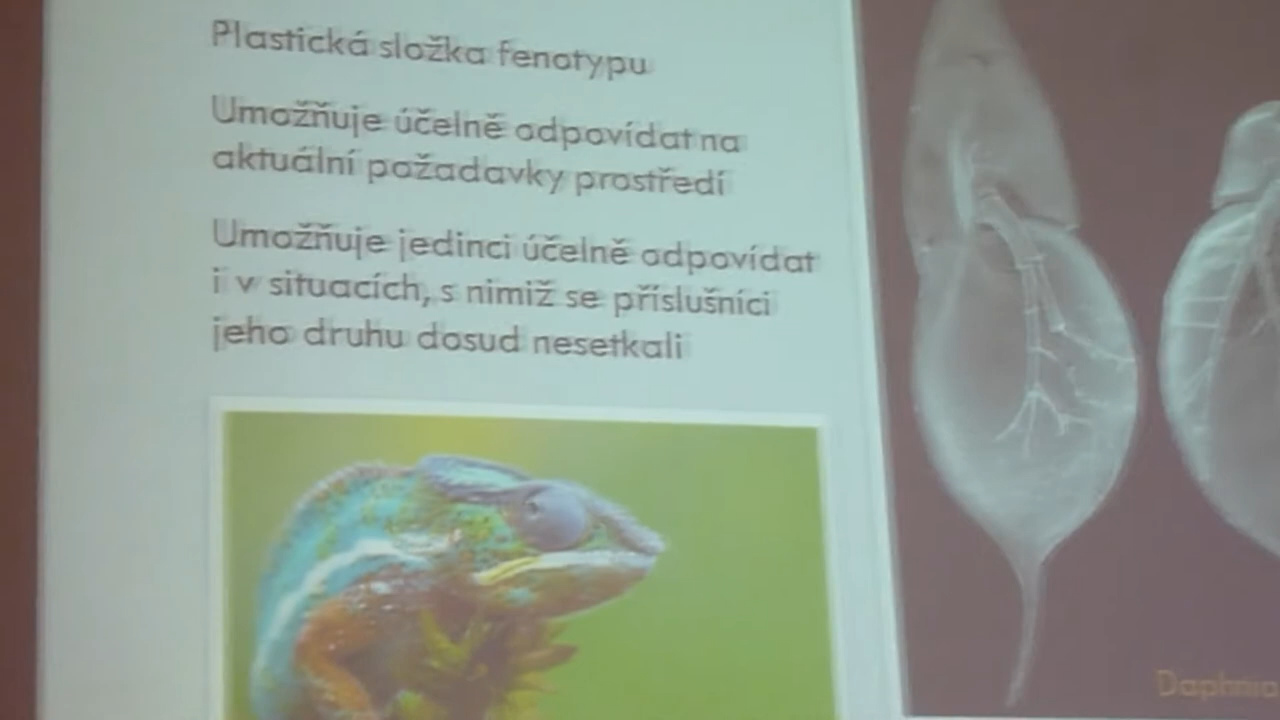 Plastická složka fenotypu
Umožňuje účelně odpovídat na
aktuální požadavky prostředí
Umožňuje jedinci účelně odpovídat
i v situacích, s nimiž se příslušníci
jeho druhu dosud nesetkali
Daphnia